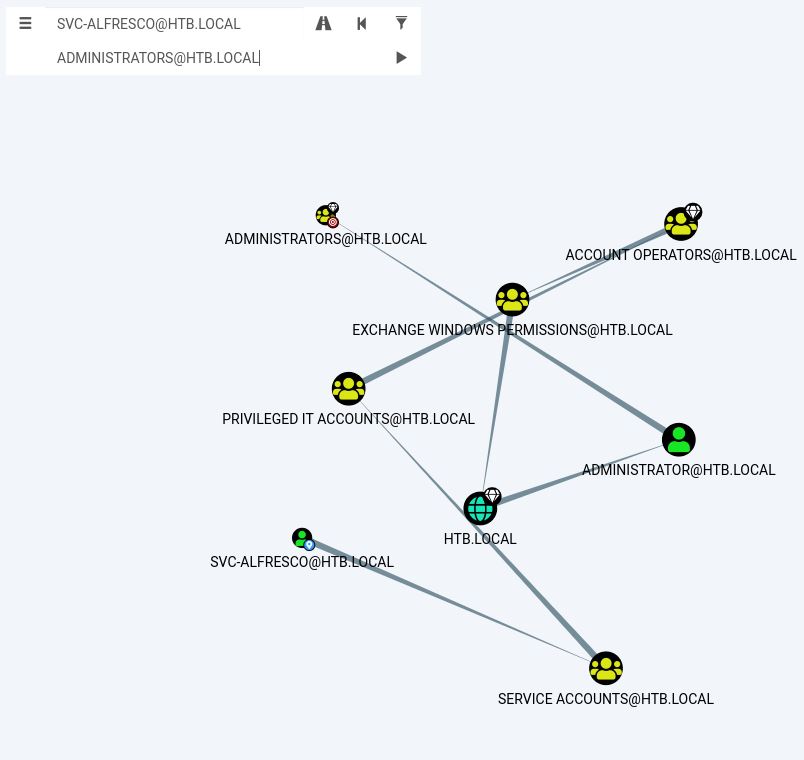 SVC-ALFRESCO@HTB.LOCAL
ADMINISTRATORS@HTB.LOCAL
ADMINISTRATORS@HTB.LOCAL
ACCOUNT OPERATORS@HTB.LOCAL
EXCHANGE WINDOWS PERMISSIONS@HTB.LOCAL
PRIVILEGED IT ACCOUNTS@HTB.LOCAL
ADMINISTRATOR@HTB.LOCAL
HTB.LOCAL
SVC-ALFRESCO@HTB.LOCAL
SERVICE ACCOUNTS@HTB.LOCAL